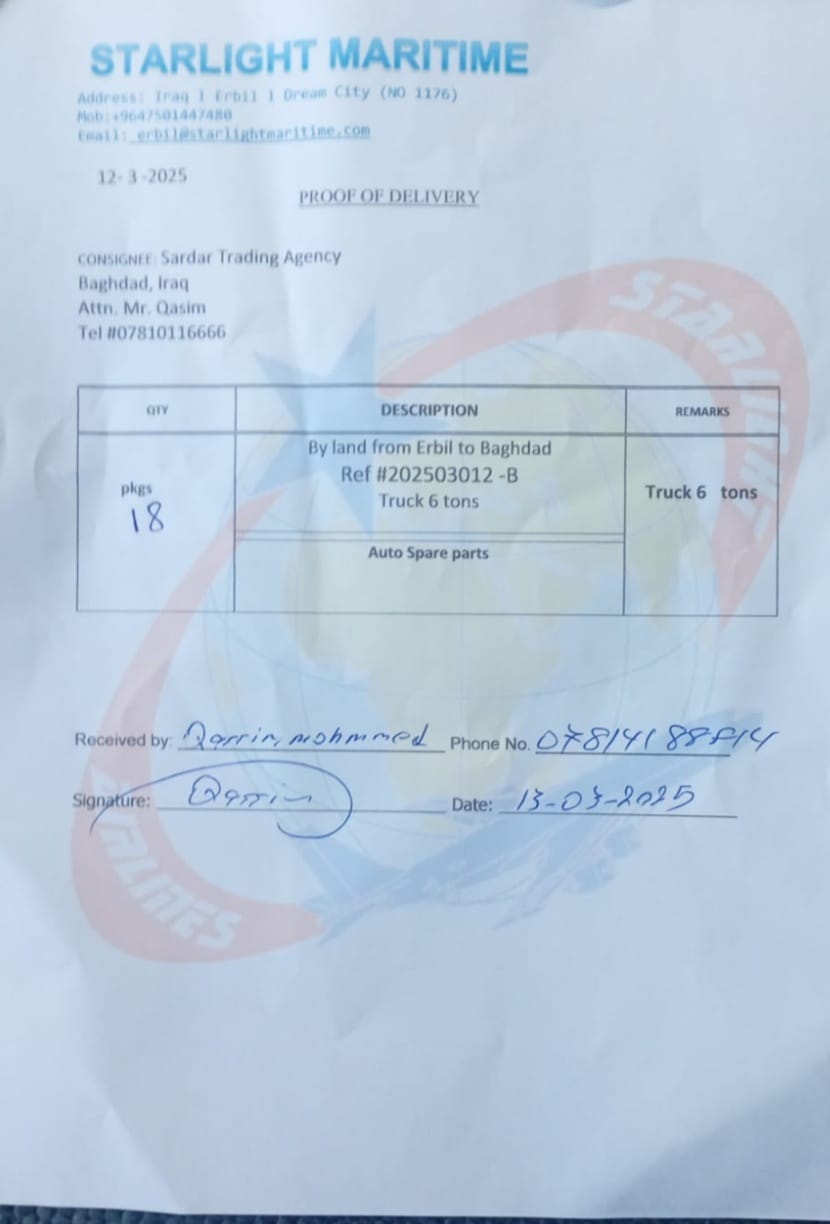 STARLIGHT MARITIME
Address: Iraq l Erbil l Dream City (NO 1176)
Mob:+9647501447480
Email: erbil@starlightmaritime.com
12- 3 -2025
PROOF OF DELIVERY
CONSIGNEE: Sardar Trading Agency
Baghdad, Iraq
Attn. Mr. Qasim
Tel #07810116666
QTY DESCRIPTION REMARKS
By land from Erbil to Baghdad
Ref #202503012 -B
Truck 6 tons
pkgs
18
Truck 6 tons
Auto Spare parts
Received by: mohmmed Phone No.
Signature: Date: 13-03-2025
STARLIGHT
AIRLINES